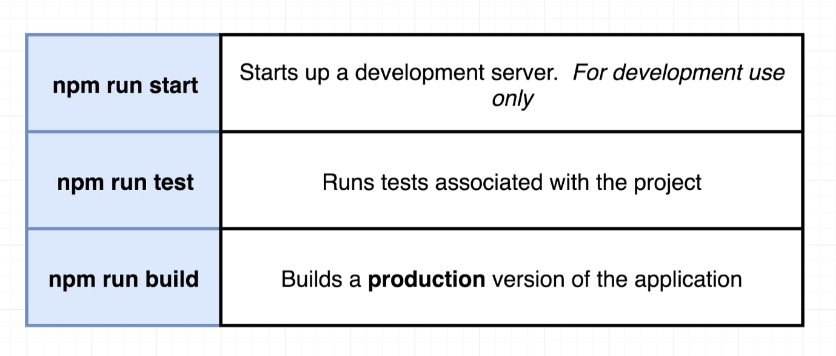 npm run start
Starts up a development server. For development use
only
npm run test
Runs tests associated with the project
npm run build
Builds a production version of the application